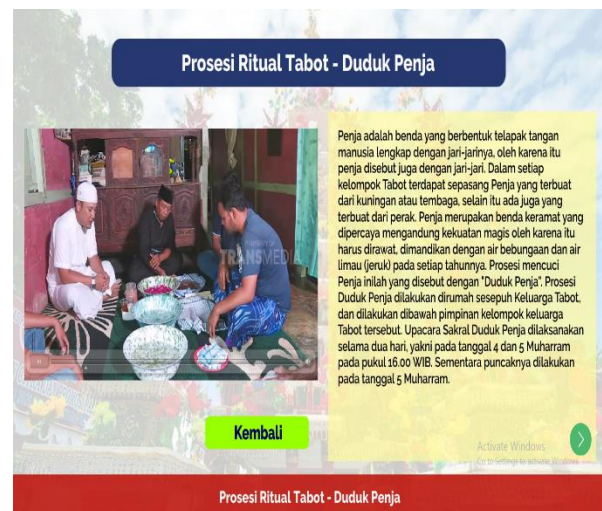 Prosesi Ritual Tabot - Duduk Penja
Penja adalah benda yang berbentuk telapak tangan
manusia lengkap dengan jari-jarinya, oleh karena itu
penja disebut juga dengan jari-jari. Dalam setiap
kelompok Tabot terdapat sepasang Penja yang terbuat
dari kuningan atau tembaga, selain itu ada juga yang
terbuat dari perak. Penja merupakan benda keramat yang
dipercaya mengandung kekuatan magis oleh karena itu
harus dirawat, dimandikan dengan air bebungaan dan air
limau (jeruk) pada setiap tahunnya. Prosesi mencuci
Penja inilah yang disebut dengan "Duduk Penja". Prosesi
Duduk Penja dilakukan dirumah sesepuh Keluarga Tabot,
dan dilakukan dibawah pimpinan kelompok keluarga
Tabot tersebut. Upacara Sakral Duduk Penja dilaksanakan
selama dua hari, yakni pada tanggal 4 dan 5 Muharram
pada pukul 16.00 WIB. Sementara puncaknya dilakukan
pada tanggal 5 Muharram.
TRANSMEDIA
Kembali
Activate Windows
Go to Settings to activate Windows.
Prosesi Ritual Tabot - Duduk Penja